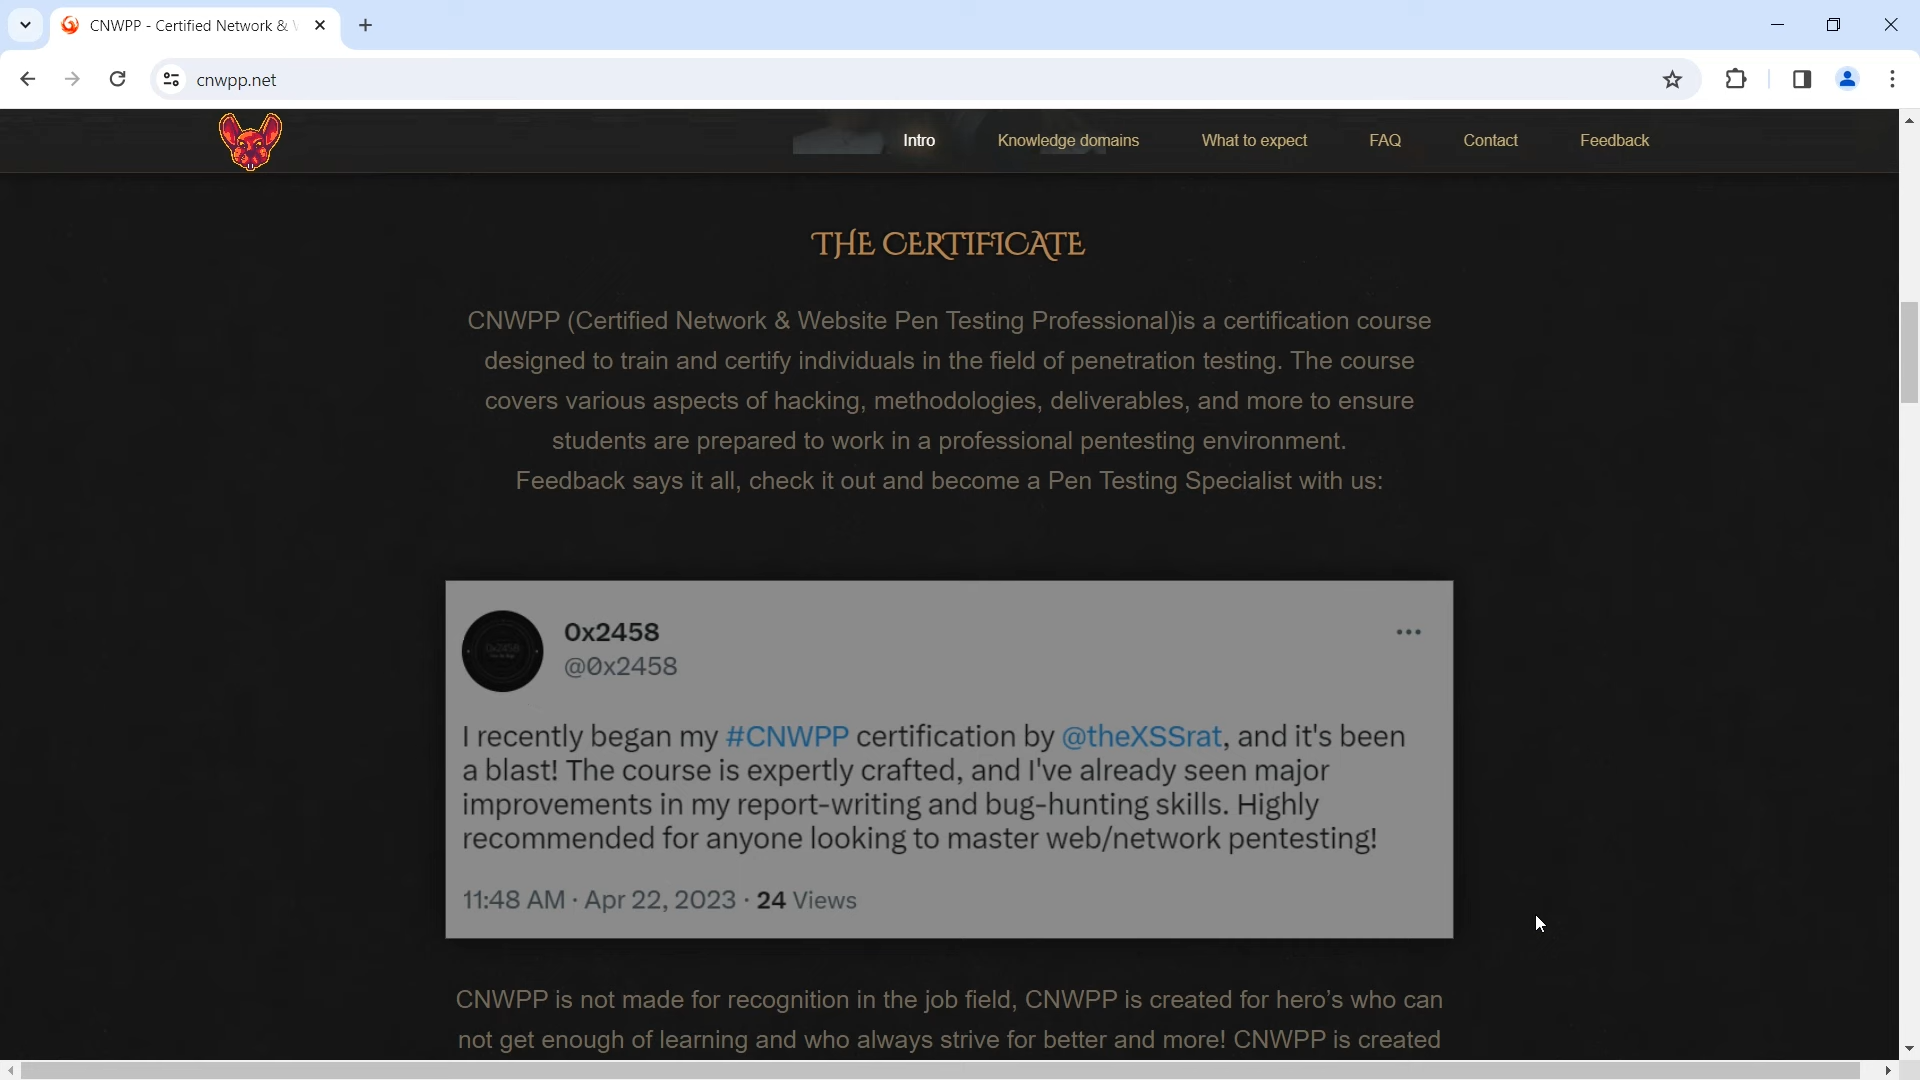 CNWPP - Certified Network &
cnwpp.net
Intro
Knowledge domains
What to expect
FAQ
Contact
Feedback
THE CERTIFICATE
CNWPP (Certified Network & Website Pen Testing Professional)is a certification course
designed to train and certify individuals in the field of penetration testing. The course
covers various aspects of hacking, methodologies, deliverables, and more to ensure
students are prepared to work in a professional pentesting environment.
Feedback says it all, check it out and become a Pen Testing Specialist with us:
0x2458
@0x2458
I recently began my #CNWPP certification by @theXSSrat, and it's been
a blast! The course is expertly crafted, and I've already seen major
improvements in my report-writing and bug-hunting skills. Highly
recommended for anyone looking to master web/network pentesting!
11:48 AM · Apr 22, 2023 · 24 Views
CNWPP is not made for recognition in the job field, CNWPP is created for hero’s who can
not get enough of learning and who always strive for better and more! CNWPP is created